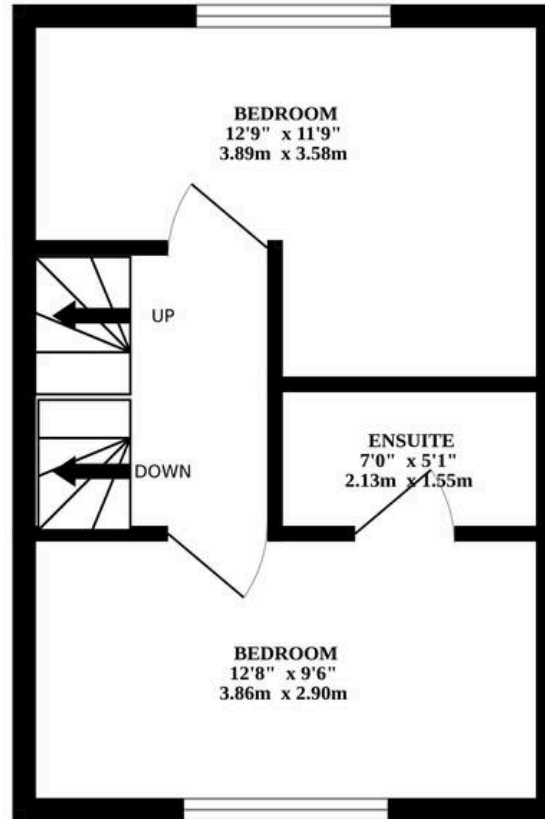 BEDROOM
12'9" x 11'9"
3.89m x 3.58m
UP
ENSUITE
7'0" x 5'1"
2.13m x 1.55m
DOWN
BEDROOM
12'8" x 9'6"
3.86m x 2.90m